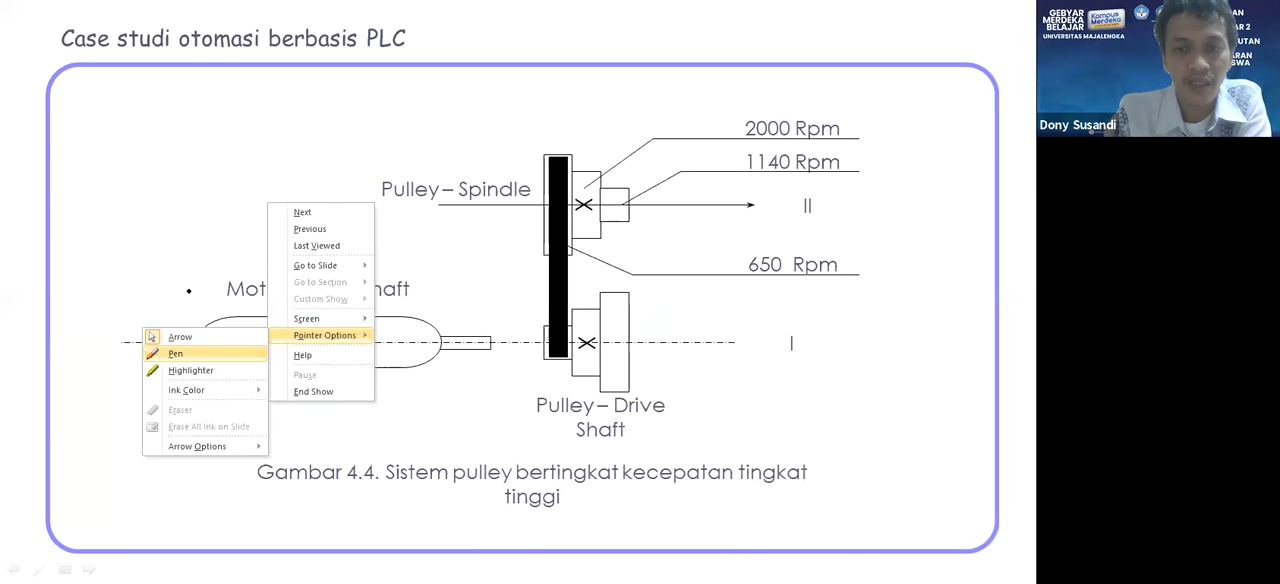 Case studi otomasi berbasis PLC
GEBYAR
MERDEKA
BELAJAR
UNIVERSITAS MAJALENGKA
Kampus
Merdeka
Dony Susandi
2000 Rpm
1140 Rpm
Pulley – Spindle
II
650 Rpm
Next
Previous
Last Viewed
Go to Slide
Go to Section
Custom Show
Screen
Pointer Options
Help
Pause
End Show
Arrow
Pen
Highlighter
Ink Color
Eraser
Erase All Ink on Slide
Arrow Options
I
Pulley – Drive
Shaft
Gambar 4.4. Sistem pulley bertingkat kecepatan tingkat
tinggi